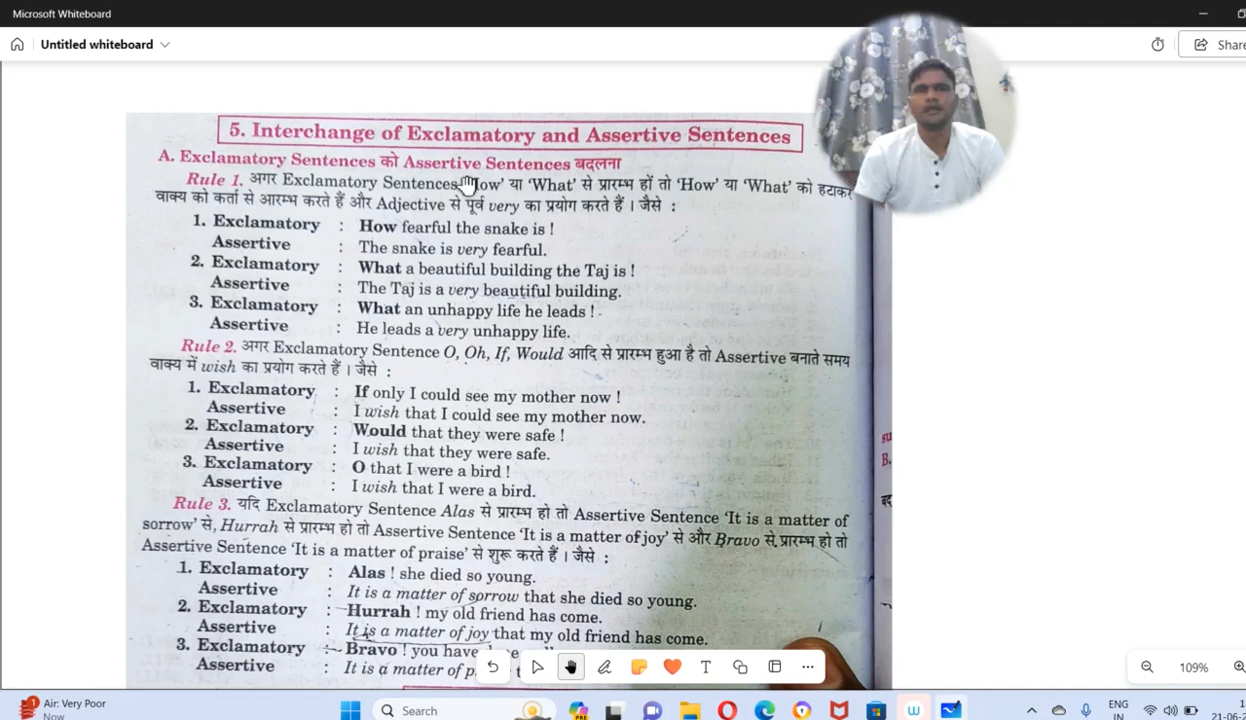 Microsoft Whiteboard
Untitled whiteboard
Share
5. Interchange of Exclamatory and Assertive Sentences
A. Exclamatory Sentences को Assertive Sentences बदलना
Rule 1. अगर Exclamatory Sentences 'How' या 'What' से प्रारम्भ हों तो 'How' या 'What' को हटाकर
वाक्य को कर्ता से आरम्भ करते हैं और Adjective से पूर्व very का प्रयोग करते हैं । जैसे :
1. Exclamatory : How fearful the snake is !
Assertive : The snake is very fearful.
2. Exclamatory : What a beautiful building the Taj is !
Assertive : The Taj is a very beautiful building.
3. Exclamatory : What an unhappy life he leads !
Assertive : He leads a very unhappy life.
Rule 2. अगर Exclamatory Sentence O, Oh, If, Would आदि से प्रारम्भ हुआ है तो Assertive बनाते समय
वाक्य में wish का प्रयोग करते हैं । जैसे :
1. Exclamatory : If only I could see my mother now !
Assertive : I wish that I could see my mother now.
2. Exclamatory : Would that they were safe !
Assertive : I wish that they were safe.
3. Exclamatory : O that I were a bird !
Assertive : I wish that I were a bird.
Rule 3. यदि Exclamatory Sentence Alas से प्रारम्भ हो तो Assertive Sentence 'It is a matter of
sorrow' से, Hurrah से प्रारम्भ हो तो Assertive Sentence 'It is a matter of joy' से और Bravo से प्रारम्भ हो तो
Assertive Sentence 'It is a matter of praise' से शुरू करते हैं । जैसे :
1. Exclamatory : Alas ! she died so young.
Assertive : It is a matter of sorrow that she died so young.
2. Exclamatory : Hurrah ! my old friend has come.
Assertive : It is a matter of joy that my old friend has come.
3. Exclamatory : Bravo ! you have
Assertive : It is a matter of
su
B.
बद
109%
Air: Very Poor
Now
Search
PRE
ENG
IN
21-06-2